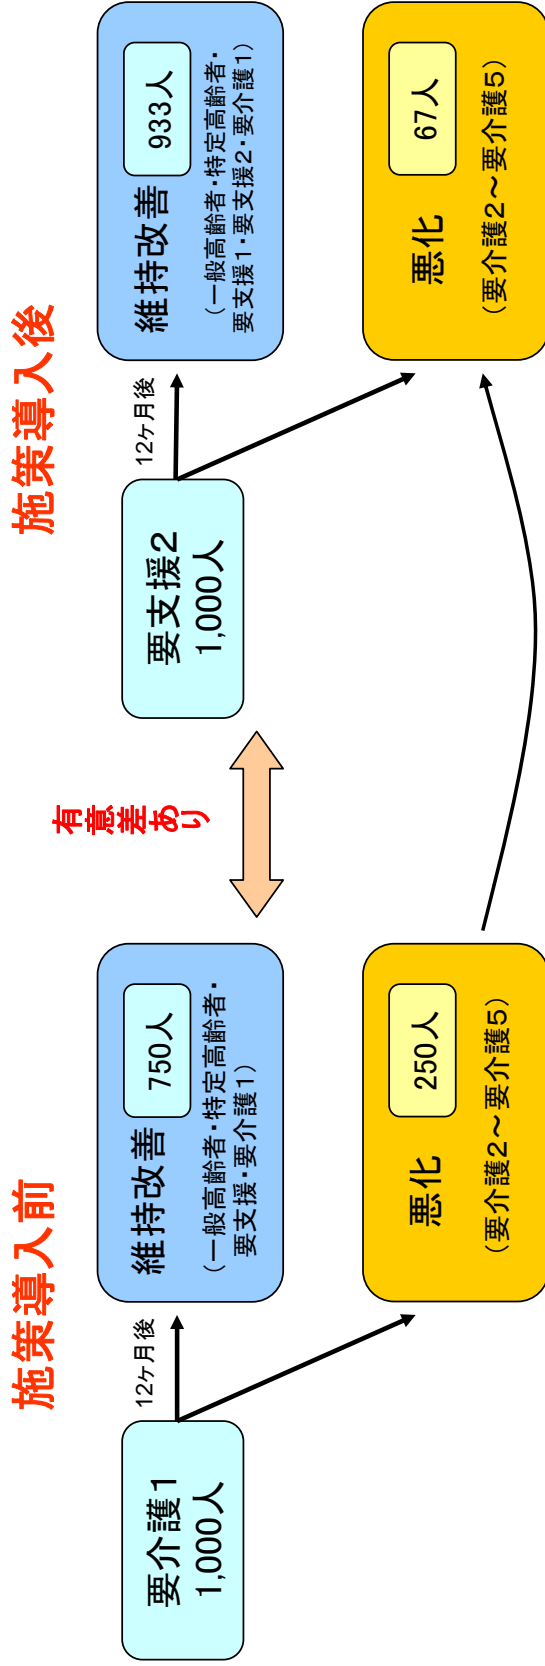 施策導入前
要介護1
1,000人
12ヶ月後
維持改善
750人
(一般高齢者・特定高齢者・
要支援・要介護1)
悪化
250人
(要介護2〜要介護5)
有意差あり
施策導入後
要支援2
1,000人
12ヶ月後
維持改善
933人
(一般高齢者・特定高齢者・
要支援1・要支援2・要介護1)
悪化
67人
(要介護2〜要介護5)